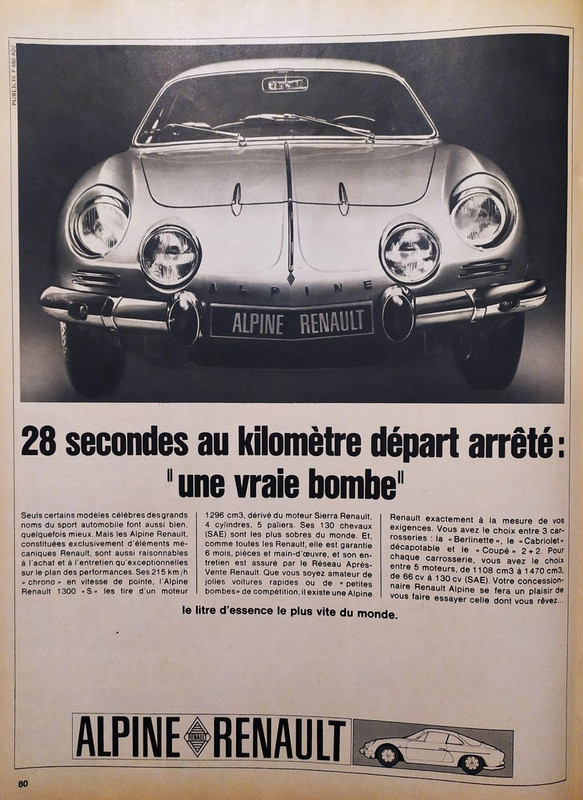 PUBLICIS F 650 AO2
ALPINE
ALPINE RENAULT
28 secondes au kilomètre départ arrêté :
"une vraie bombe"
Seuls certains modèles célèbres des grands
noms du sport automobile font aussi bien,
quelquefois mieux. Mais les Alpine Renault,
constituées exclusivement d'éléments mé-
caniques Renault, sont aussi raisonnables
à l'achat et à l'entretien qu'exceptionnelles
sur le plan des performances. Ses 215 km/h
"chrono" en vitesse de pointe, l'Alpine
Renault 1300 "S" les tire d'un moteur
1296 cm3, dérivé du moteur Sierra Renault,
4 cylindres, 5 paliers. Ses 130 chevaux
(SAE) sont les plus sobres du monde. Et,
comme toutes les Renault, elle est garantie
6 mois, pièces et main-d'œuvre, et son en-
tretien est assuré par le Réseau Après-
Vente Renault. Que vous soyez amateur de
jolies voitures rapides ou de "petites
bombes" de compétition, il existe une Alpine
Renault exactement à la mesure de vos
exigences. Vous avez le choix entre 3 car-
rosseries : la "Berlinette", le "Cabriolet"
décapotable et le "Coupé" 2+2. Pour
chaque carrosserie, vous avez le choix
entre 5 moteurs, de 1108 cm3 à 1470 cm3,
de 66 cv à 130 cv (SAE). Votre concession-
naire Renault Alpine se fera un plaisir de
vous faire essayer celle dont vous rêvez...
le litre d'essence le plus vite du monde.
ALPINE RENAULT RENAULT
80